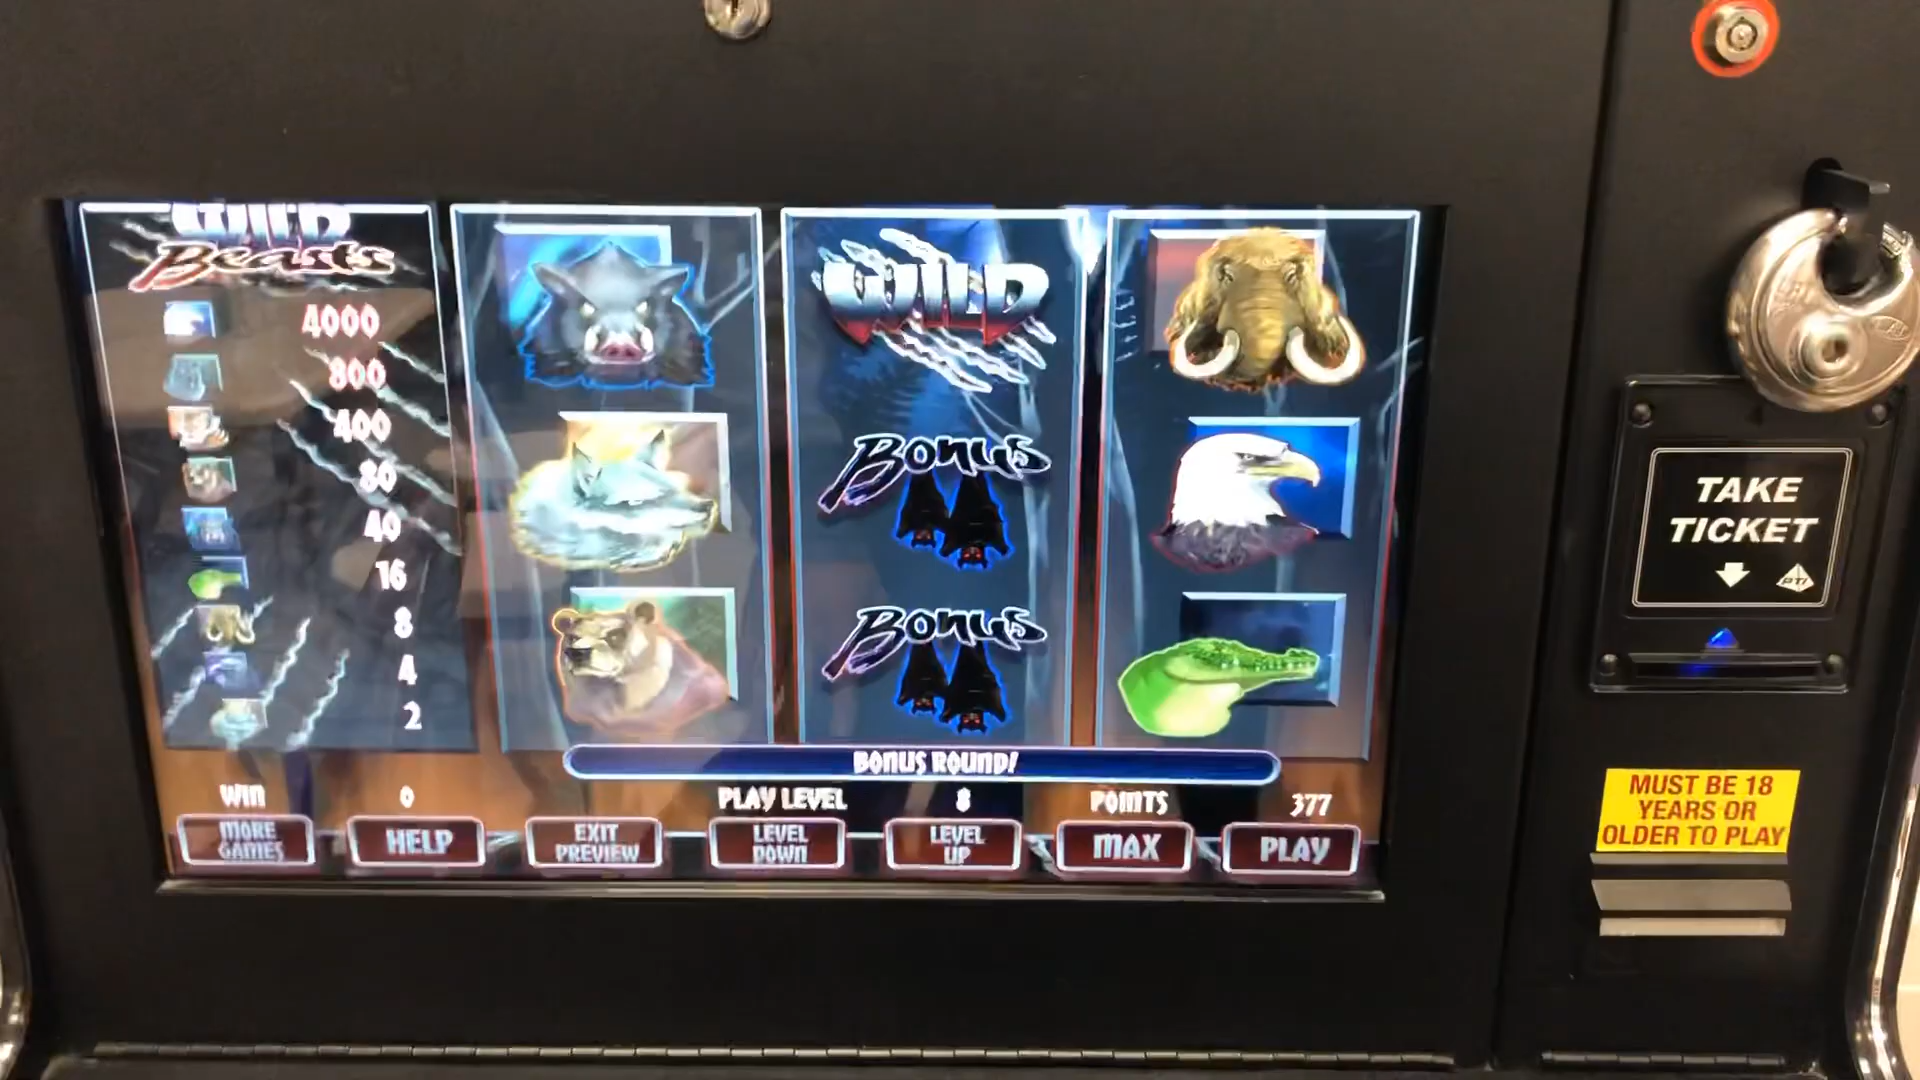 WILD
Beasts
4000
800
400
80
40
16
8
4
2
WILD
Bonus
Bonus
BONUS ROUND!
WIN 0 PLAY LEVEL 8 POINTS 377
MORE
GAMES
HELP
EXIT
PREVIEW
LEVEL
DOWN
LEVEL
UP
MAX
PLAY
TAKE
TICKET
PTI
MUST BE 18
YEARS OR
OLDER TO PLAY